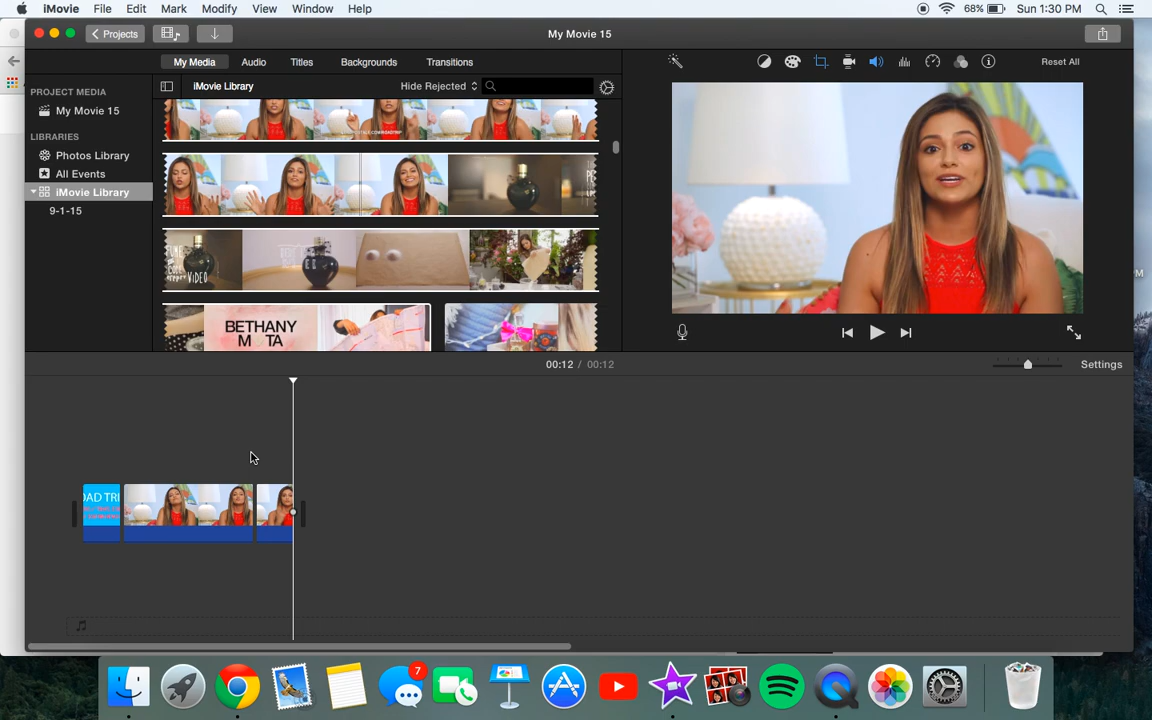 iMovie File Edit Mark Modify View Window Help 68% Sun 1:30 PM
Projects My Movie 15
My Media Audio Titles Backgrounds Transitions Reset All
PROJECT MEDIA iMovie Library Hide Rejected
My Movie 15
LIBRARIES
Photos Library
All Events
iMovie Library
9-1-15
VIDEO
BETHANY
MOTA
00:12 / 00:12 Settings
M
7